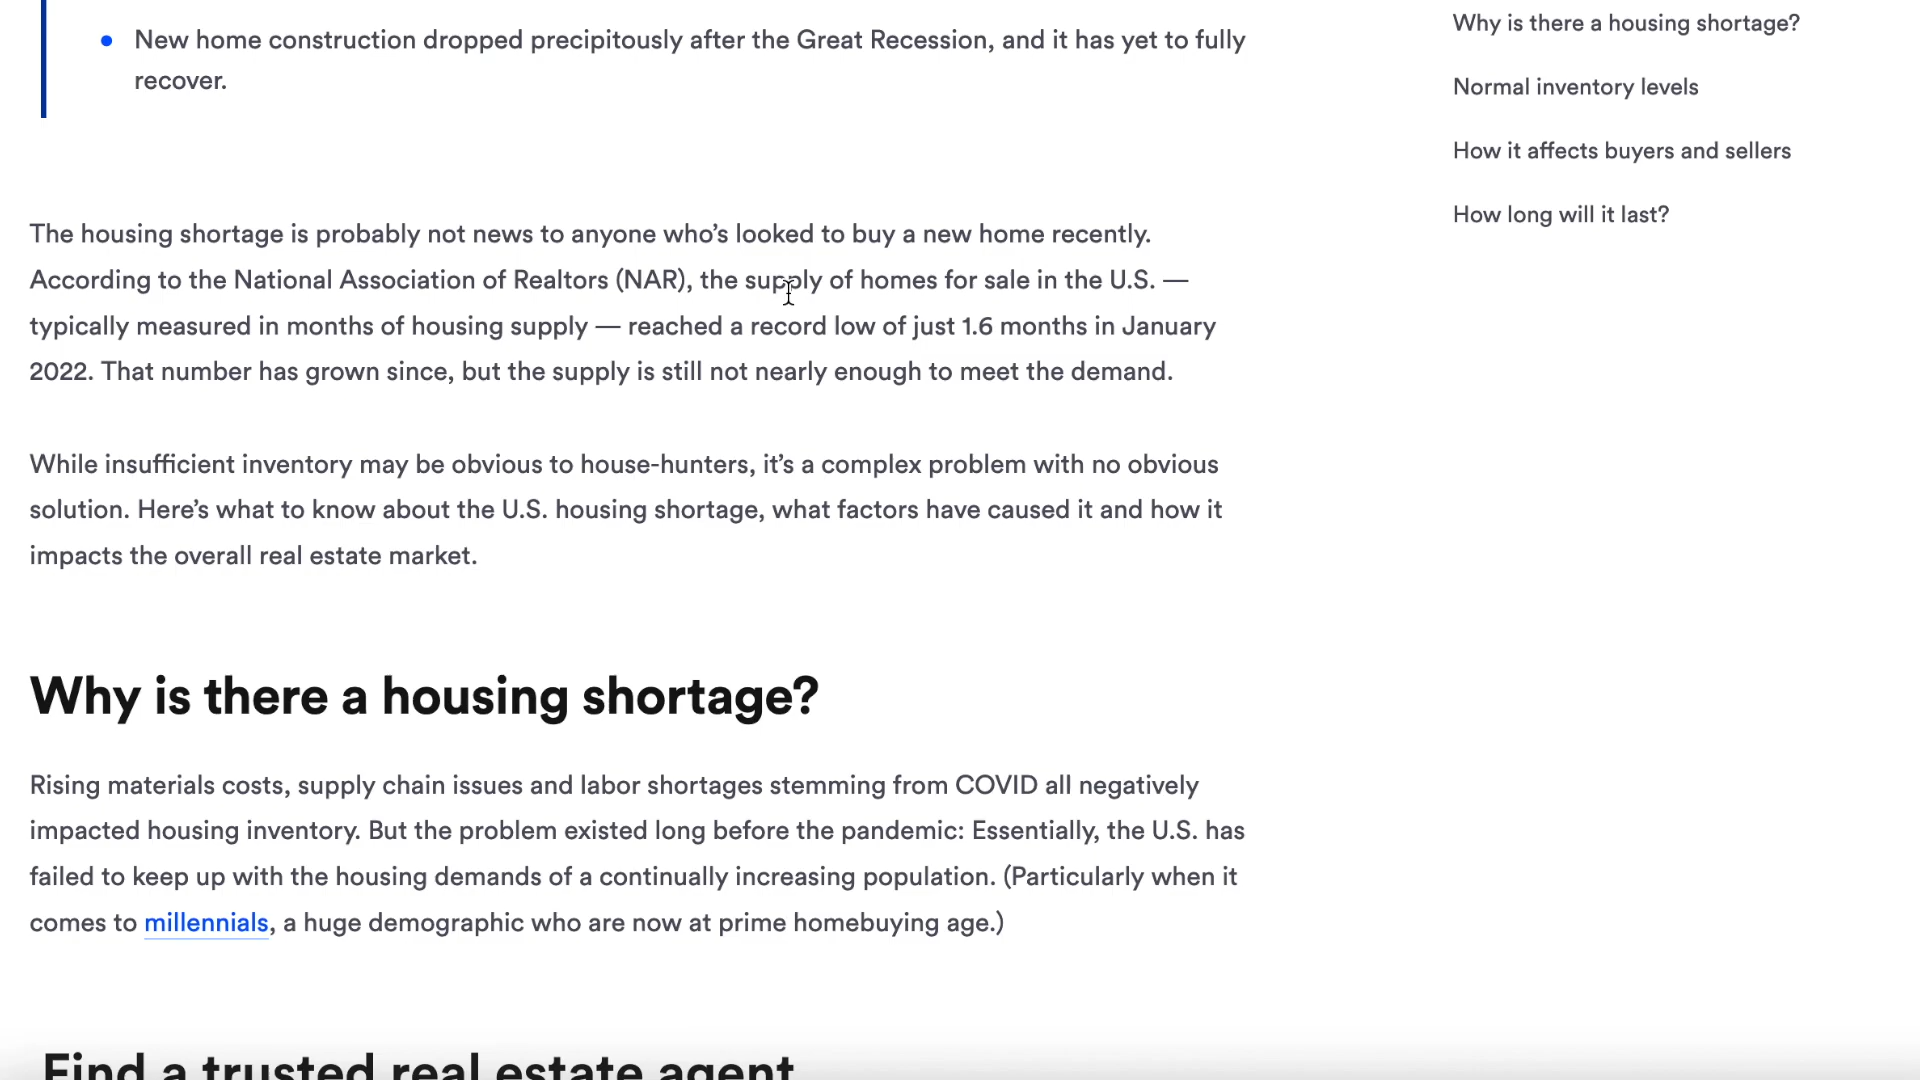 New home construction dropped precipitously after the Great Recession, and it has yet to fully
recover.
The housing shortage is probably not news to anyone who’s looked to buy a new home recently.
According to the National Association of Realtors (NAR), the supply of homes for sale in the U.S. —
typically measured in months of housing supply — reached a record low of just 1.6 months in January
2022. That number has grown since, but the supply is still not nearly enough to meet the demand.
While insufficient inventory may be obvious to house-hunters, it’s a complex problem with no obvious
solution. Here’s what to know about the U.S. housing shortage, what factors have caused it and how it
impacts the overall real estate market.
Why is there a housing shortage?
Rising materials costs, supply chain issues and labor shortages stemming from COVID all negatively
impacted housing inventory. But the problem existed long before the pandemic: Essentially, the U.S. has
failed to keep up with the housing demands of a continually increasing population. (Particularly when it
comes to millennials, a huge demographic who are now at prime homebuying age.)
Find a trusted real estate agent
Why is there a housing shortage?
Normal inventory levels
How it affects buyers and sellers
How long will it last?